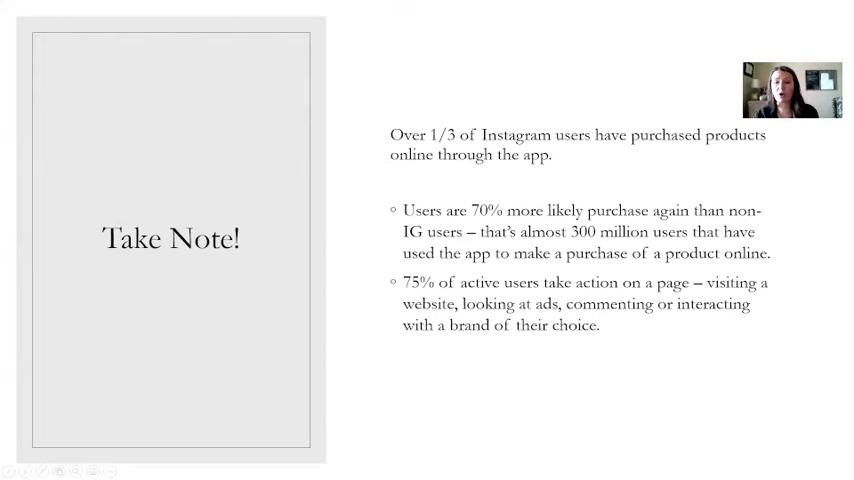 Take Note!
Over 1/3 of Instagram users have purchased products
online through the app.
◦ Users are 70% more likely purchase again than non-
IG users – that's almost 300 million users that have
used the app to make a purchase of a product online.
◦ 75% of active users take action on a page – visiting a
website, looking at ads, commenting or interacting
with a brand of their choice.